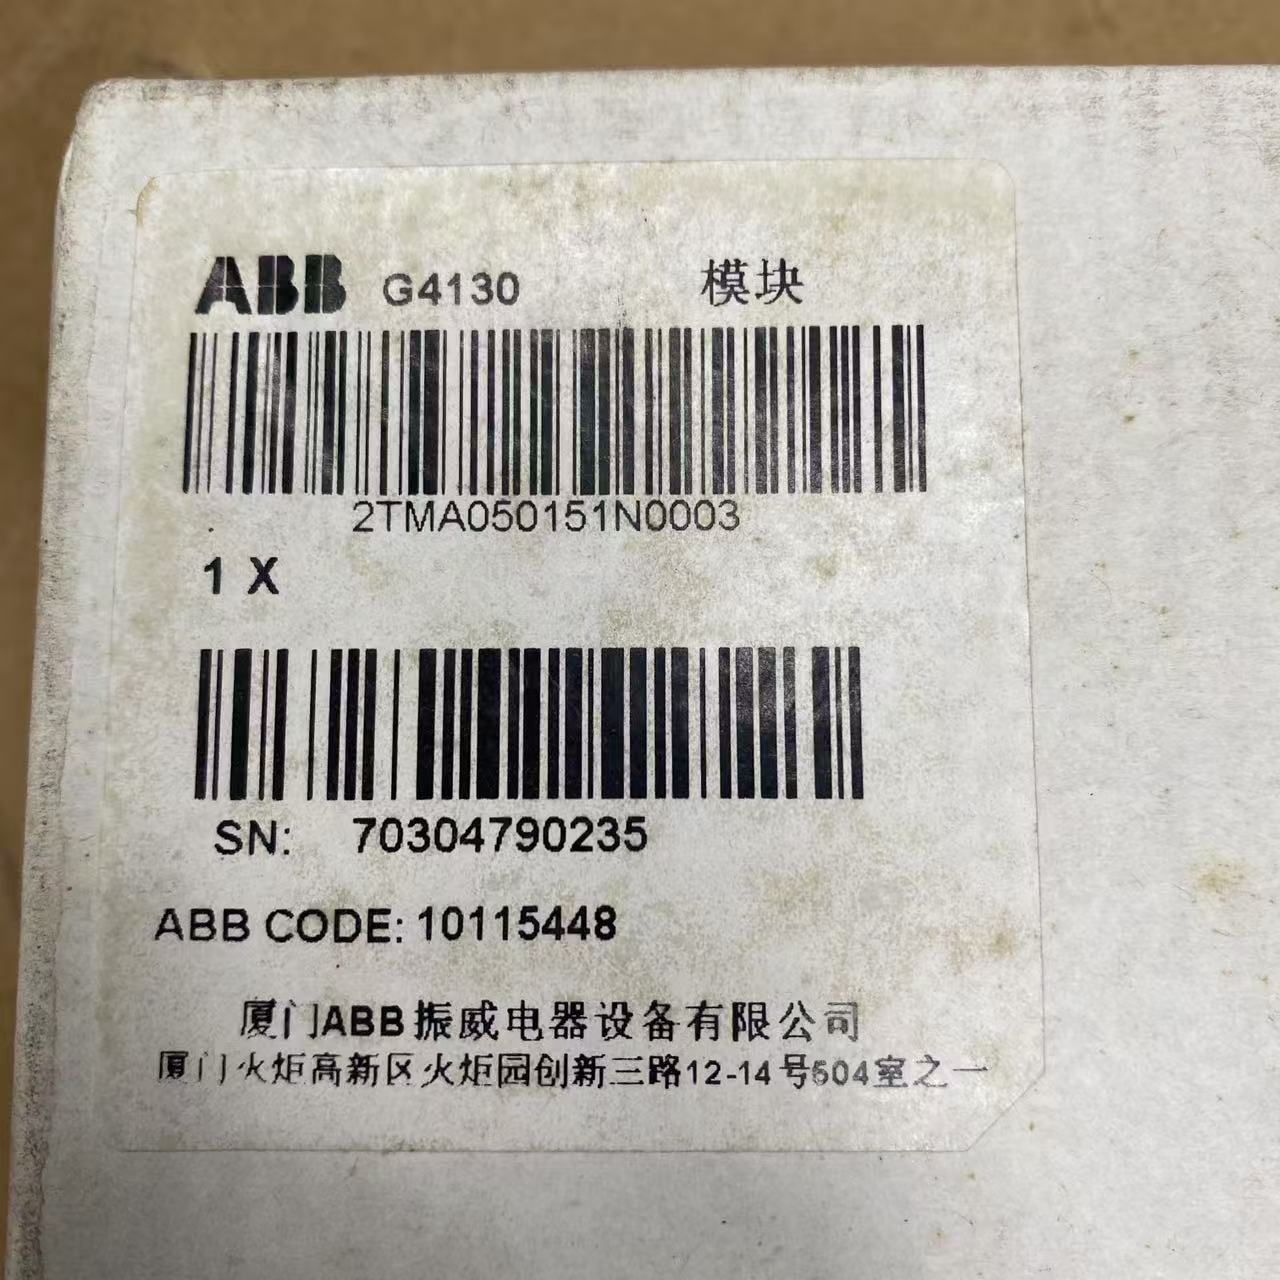 ABB G4130 模块
2TMA050151N0003
1 X
SN: 70304790235
ABB CODE: 10115448
厦门ABB振威电器设备有限公司
厦门火炬高新区火炬园创新三路12-14号504室之一